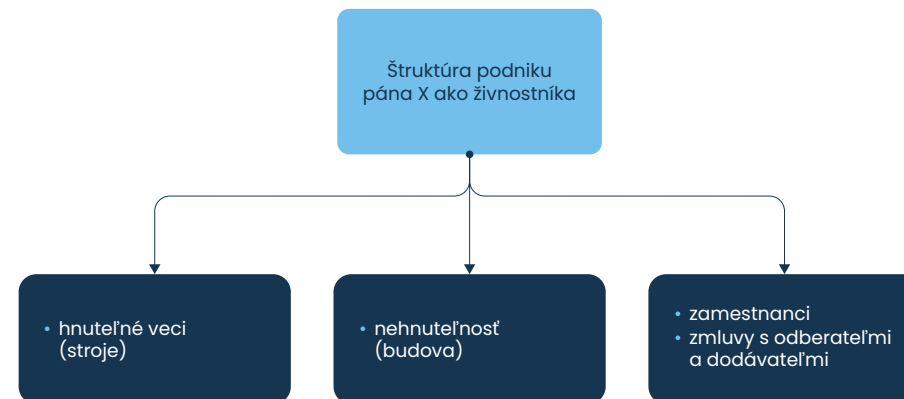 Štruktúra podniku
pána X ako živnostníka
• hnuteľné veci
(stroje)
• nehnuteľnosť
(budova)
• zamestnanci
• zmluvy s odberateľmi
a dodávateľmi